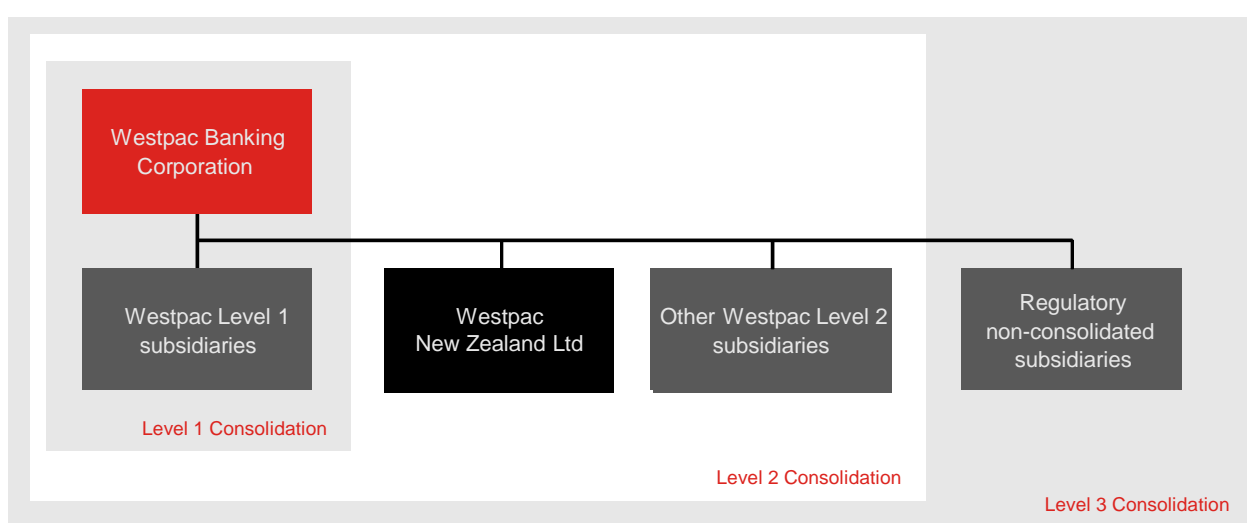 Westpac Banking
Corporation
Westpac Level 1
subsidiaries
Westpac
New Zealand Ltd
Other Westpac Level 2
subsidiaries
Regulatory
non-consolidated
subsidiaries
Level 1 Consolidation
Level 2 Consolidation
Level 3 Consolidation